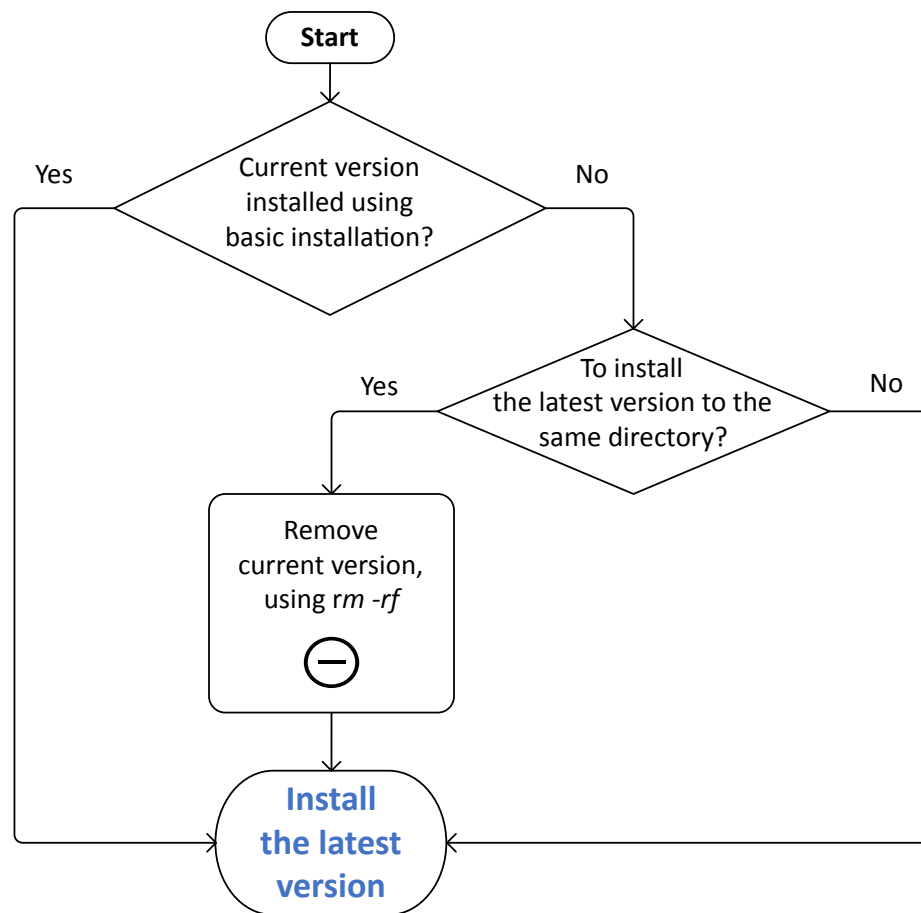 Start
Yes
Current version
installed using
basic installation?
No
To install
the latest version to the
same directory?
Yes
No
Remove
current version,
using rm -rf
Install
the latest
version